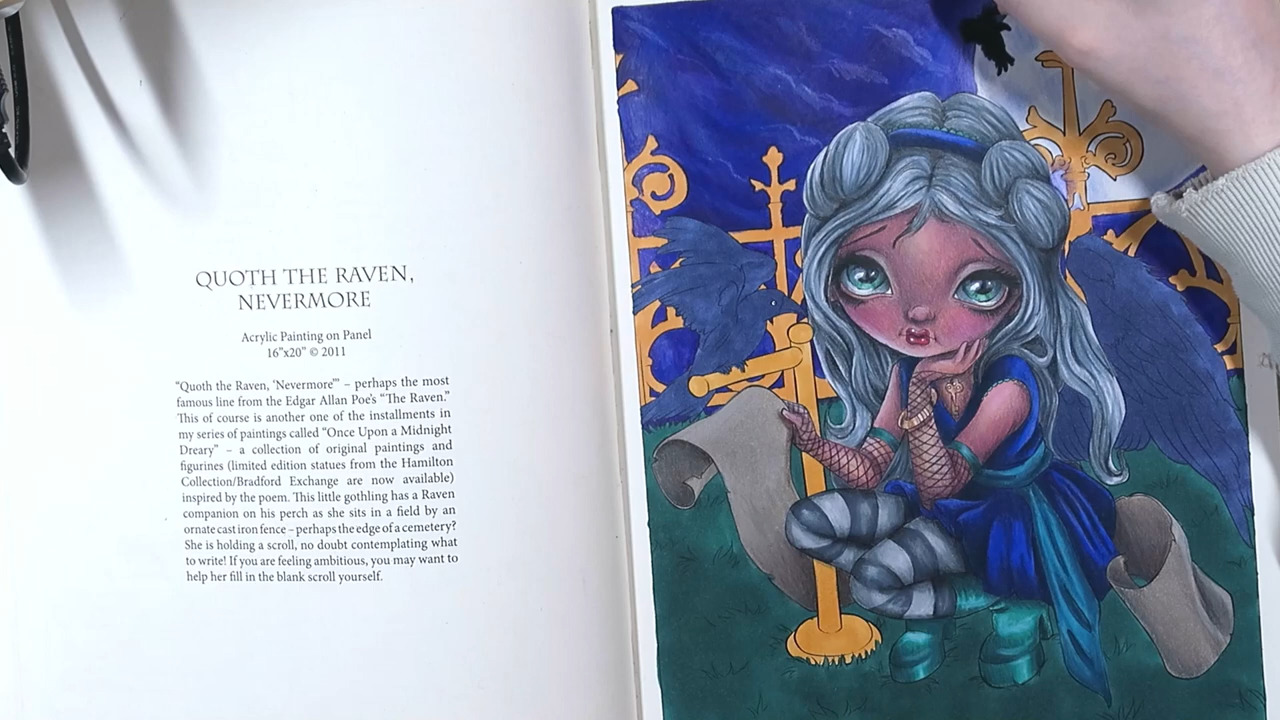 QUOTH THE RAVEN,
NEVERMORE
Acrylic Painting on Panel
16"x20" © 2011
“Quoth the Raven, ‘Nevermore’” – perhaps the most
famous line from the Edgar Allan Poe’s “The Raven.”
This of course is another one of the installments in
my series of paintings called “Once Upon a Midnight
Dreary” – a collection of original paintings and
figurines (limited edition statues from the Hamilton
Collection/Bradford Exchange are now available)
inspired by the poem. This little gothling has a Raven
companion on his perch as she sits in a field by an
ornate cast iron fence – perhaps the edge of a cemetery?
She is holding a scroll, no doubt contemplating what
to write! If you are feeling ambitious, you may want to
help her fill in the blank scroll yourself.